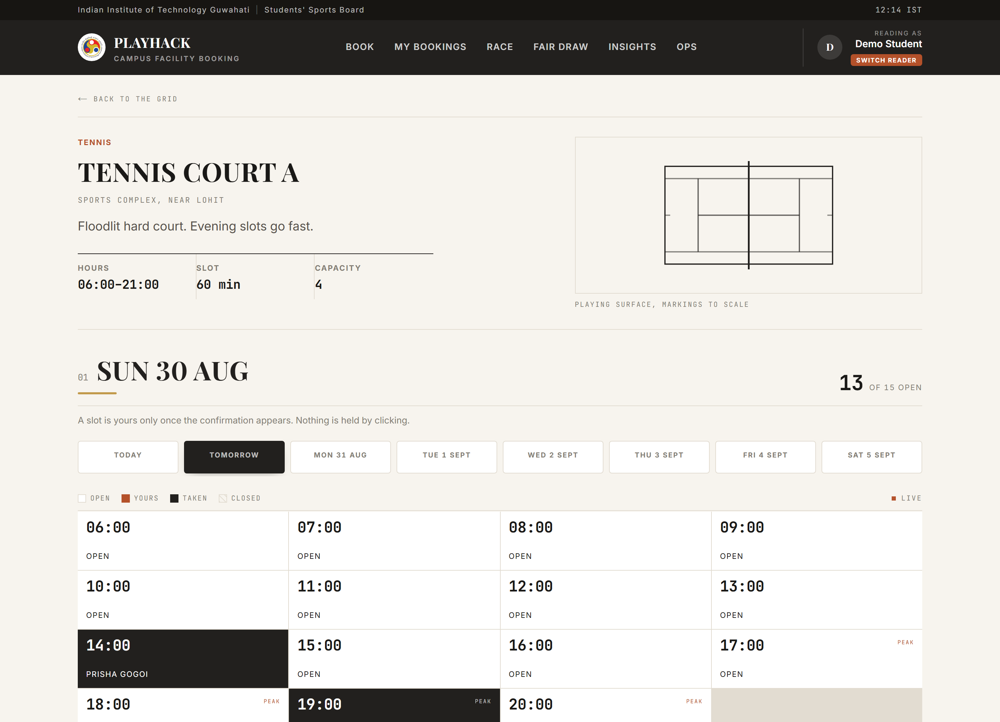 Indian Institute of Technology Guwahati | Students' Sports Board
12:14 IST
PLAYHACK
CAMPUS FACILITY BOOKING
BOOK MY BOOKINGS RACE FAIR DRAW INSIGHTS OPS
D
READING AS
Demo Student
SWITCH READER
← BACK TO THE GRID
TENNIS
TENNIS COURT A
SPORTS COMPLEX, NEAR LOHIT
Floodlit hard court. Evening slots go fast.
HOURS SLOT CAPACITY
06:00–21:00 60 min 4
PLAYING SURFACE, MARKINGS TO SCALE
01 SUN 30 AUG
13 OF 15 OPEN
A slot is yours only once the confirmation appears. Nothing is held by clicking.
TODAY TOMORROW MON 31 AUG TUE 1 SEPT WED 2 SEPT THU 3 SEPT FRI 4 SEPT SAT 5 SEPT
OPEN YOURS TAKEN CLOSED LIVE
06:00 07:00 08:00 09:00
OPEN OPEN OPEN OPEN
10:00 11:00 12:00 13:00
OPEN OPEN OPEN OPEN
14:00 15:00 16:00 17:00 PEAK
PRISHA GOGOI OPEN OPEN OPEN
18:00 PEAK 19:00 PEAK 20:00 PEAK